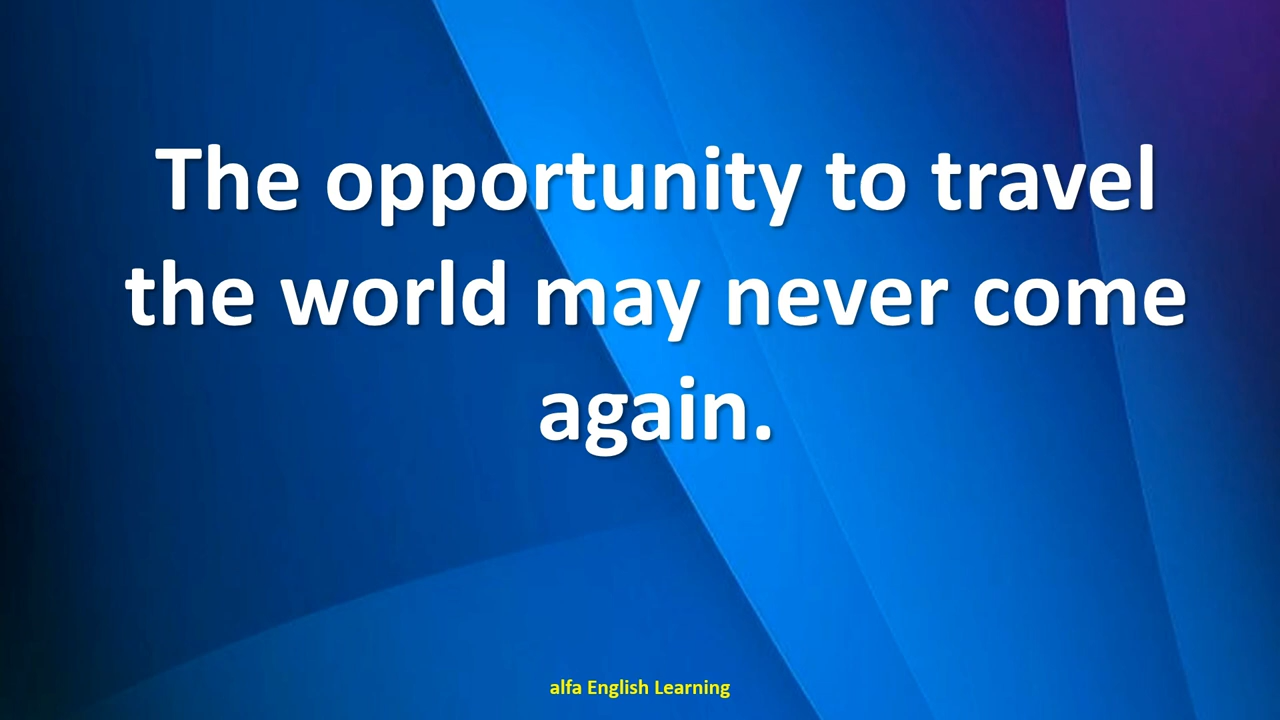 The opportunity to travel
the world may never come
again.
alfa English Learning